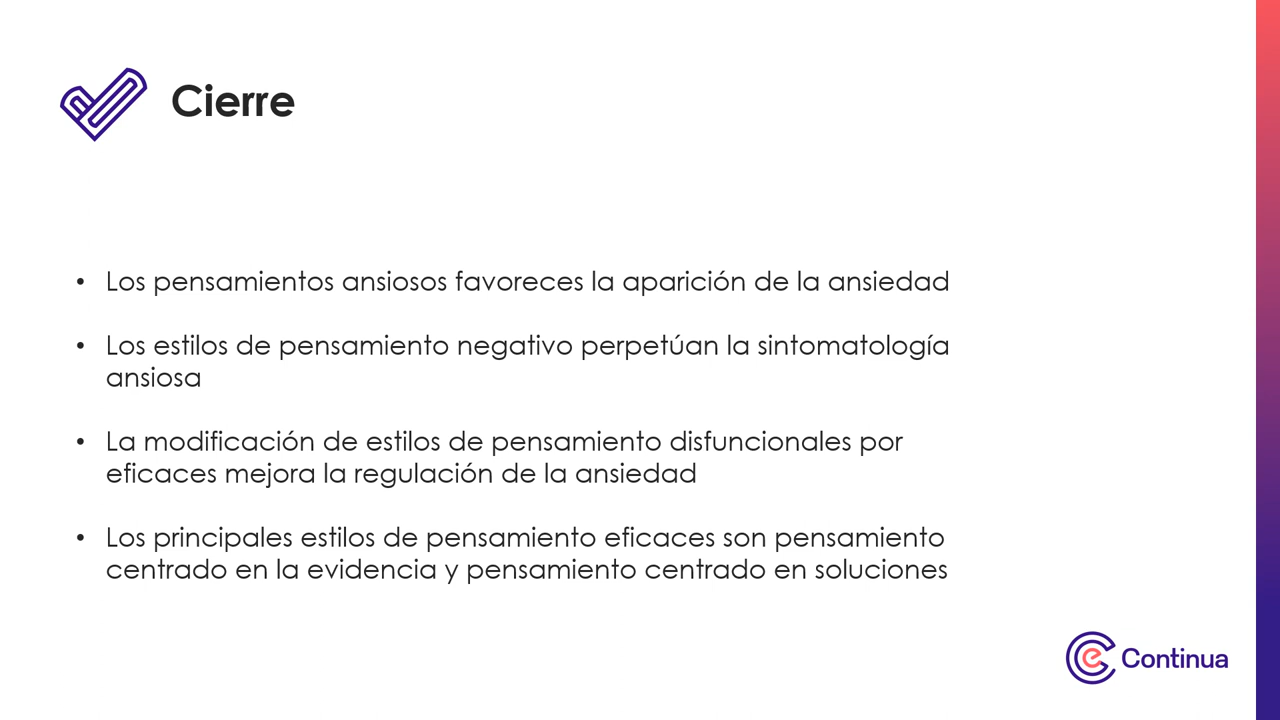 Cierre
• Los pensamientos ansiosos favoreces la aparición de la ansiedad
• Los estilos de pensamiento negativo perpetúan la sintomatología
ansiosa
• La modificación de estilos de pensamiento disfuncionales por
eficaces mejora la regulación de la ansiedad
• Los principales estilos de pensamiento eficaces son pensamiento
centrado en la evidencia y pensamiento centrado en soluciones
e Continua